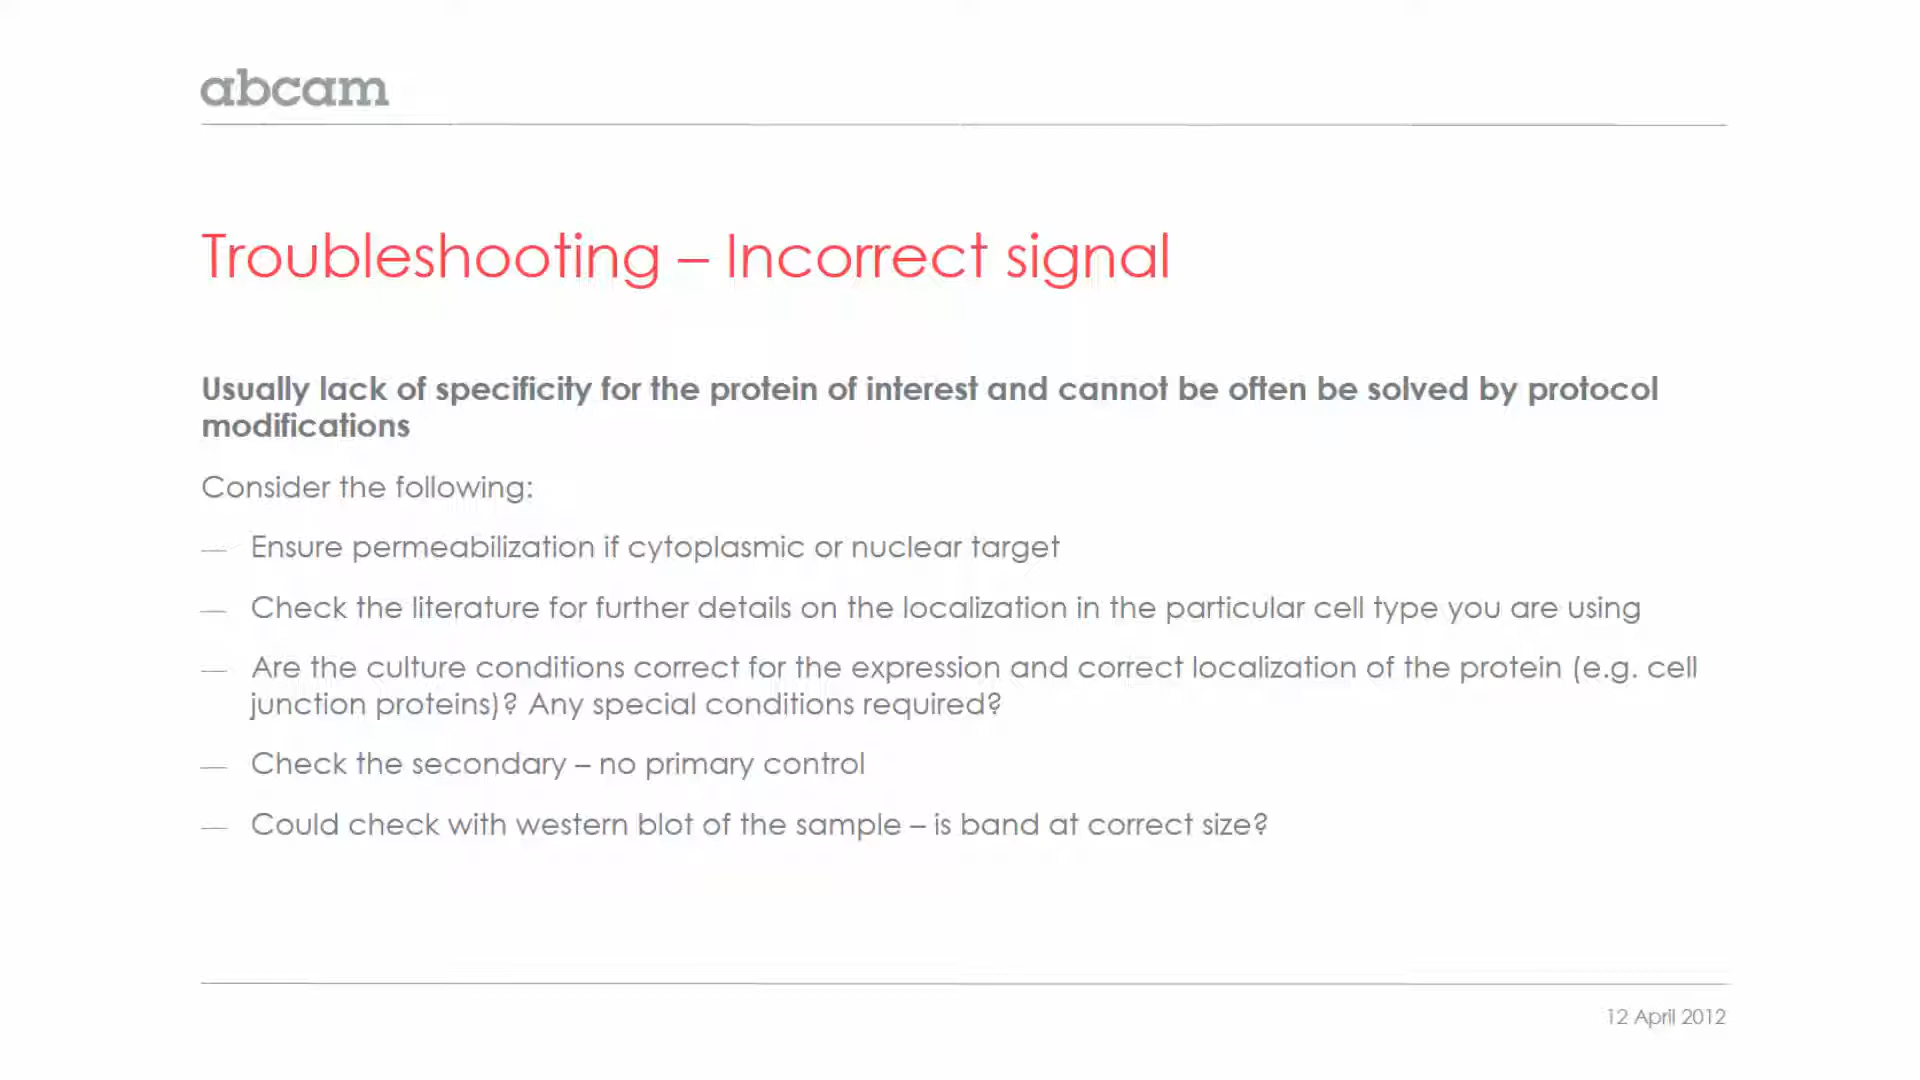 abcam
Troubleshooting – Incorrect signal
Usually lack of specificity for the protein of interest and cannot be often be solved by protocol
modifications
Consider the following:
— Ensure permeabilization if cytoplasmic or nuclear target
— Check the literature for further details on the localization in the particular cell type you are using
— Are the culture conditions correct for the expression and correct localization of the protein (e.g. cell
junction proteins)? Any special conditions required?
— Check the secondary – no primary control
— Could check with western blot of the sample – is band at correct size?
12 April 2012